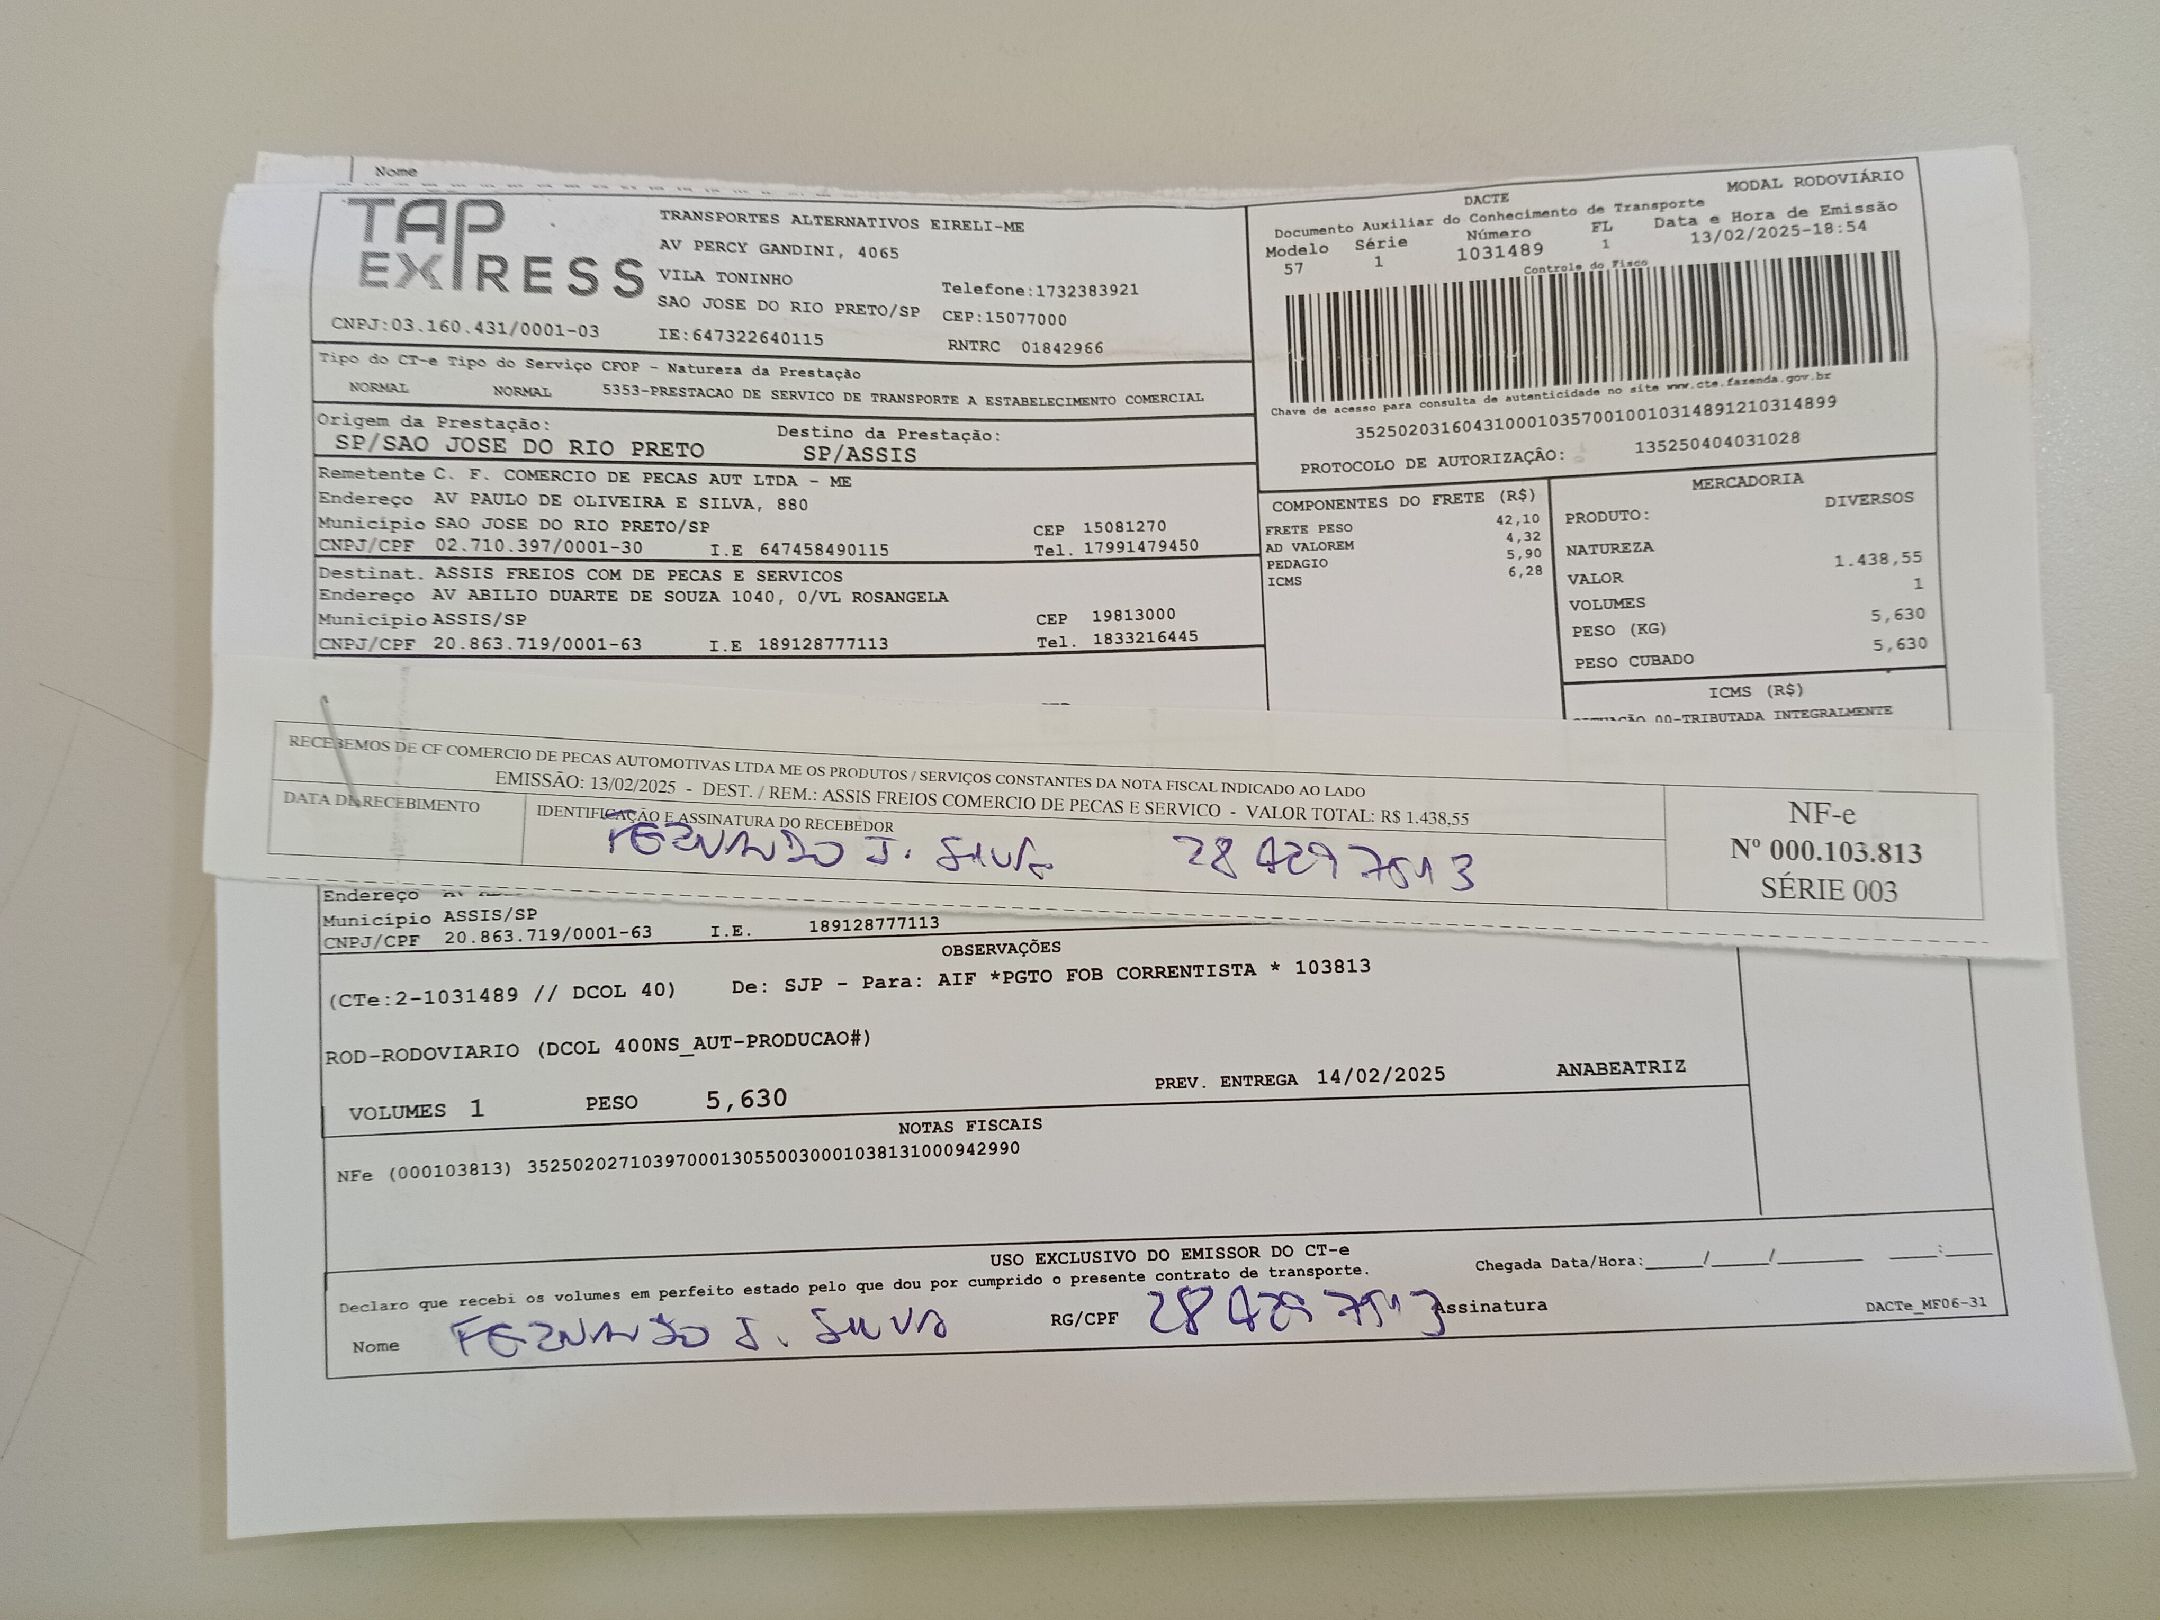 Nome
TAP EXPRESS
TRANSPORTES ALTERNATIVOS EIRELI-ME
AV PERCY GANDINI, 4065
VILA TONINHO
Telefone:1732383921
SAO JOSE DO RIO PRETO/SP CEP:15077000
CNPJ:03.160.431/0001-03 IE:647322640115 RNTRC 01842966
DACTE MODAL RODOVIÁRIO
Documento Auxiliar do Conhecimento de Transporte
Modelo Série Número FL Data e Hora de Emissão
57 1 1031489 1 13/02/2025-18:54
Controle do Fisco
Chave de acesso para consulta de autenticidade no site www.cte.fazenda.gov.br
35250203160431000103570010010314891210314899
PROTOCOLO DE AUTORIZAÇÃO: 135250404031028
Tipo do CT-e Tipo do Serviço CFOP - Natureza da Prestação
NORMAL NORMAL 5353-PRESTACAO DE SERVICO DE TRANSPORTE A ESTABELECIMENTO COMERCIAL
Origem da Prestação: Destino da Prestação:
SP/SAO JOSE DO RIO PRETO SP/ASSIS
Remetente C. F. COMERCIO DE PECAS AUT LTDA - ME
Endereço AV PAULO DE OLIVEIRA E SILVA, 880
Município SAO JOSE DO RIO PRETO/SP CEP 15081270
CNPJ/CPF 02.710.397/0001-30 I.E 647458490115 Tel. 17991479450
Destinat. ASSIS FREIOS COM DE PECAS E SERVICOS
Endereço AV ABILIO DUARTE DE SOUZA 1040, 0/VL ROSANGELA
Município ASSIS/SP CEP 19813000
CNPJ/CPF 20.863.719/0001-63 I.E 189128777113 Tel. 1833216445
COMPONENTES DO FRETE (R$)
FRETE PESO 42,10
AD VALOREM 4,32
PEDAGIO 5,90
ICMS 6,28
MERCADORIA
PRODUTO: DIVERSOS
NATUREZA
VALOR 1.438,55
VOLUMES 1
PESO (KG) 5,630
PESO CUBADO 5,630
ICMS (R$)
00-TRIBUTADA INTEGRALMENTE
RECEBEMOS DE CF COMERCIO DE PECAS AUTOMOTIVAS LTDA ME OS PRODUTOS / SERVIÇOS CONSTANTES DA NOTA FISCAL INDICADO AO LADO
EMISSÃO: 13/02/2025 - DEST. / REM.: ASSIS FREIOS COMERCIO DE PECAS E SERVICO - VALOR TOTAL: R$ 1.438,55
DATA DE RECEBIMENTO IDENTIFICAÇÃO E ASSINATURA DO RECEBEDOR
FERNANDO J. SILVA
NF-e
Nº 000.103.813
SÉRIE 003
Endereço
Município ASSIS/SP
CNPJ/CPF 20.863.719/0001-63 I.E. 189128777113
OBSERVAÇÕES
(CTe:2-1031489 // DCOL 40) De: SJP - Para: AIF *PGTO FOB CORRENTISTA * 103813
ROD-RODOVIARIO (DCOL 400NS_AUT-PRODUCAO#)
VOLUMES 1 PESO 5,630 PREV. ENTREGA 14/02/2025 ANABEATRIZ
NOTAS FISCAIS
NFe (000103813) 35250202710397000130550030001038131000942990
USO EXCLUSIVO DO EMISSOR DO CT-e
Declaro que recebi os volumes em perfeito estado pelo que dou por cumprido o presente contrato de transporte. Chegada Data/Hora:____/____/______ ____:____
Nome FERNANDO J. SILVA RG/CPF Assinatura DACTe_MF06-31